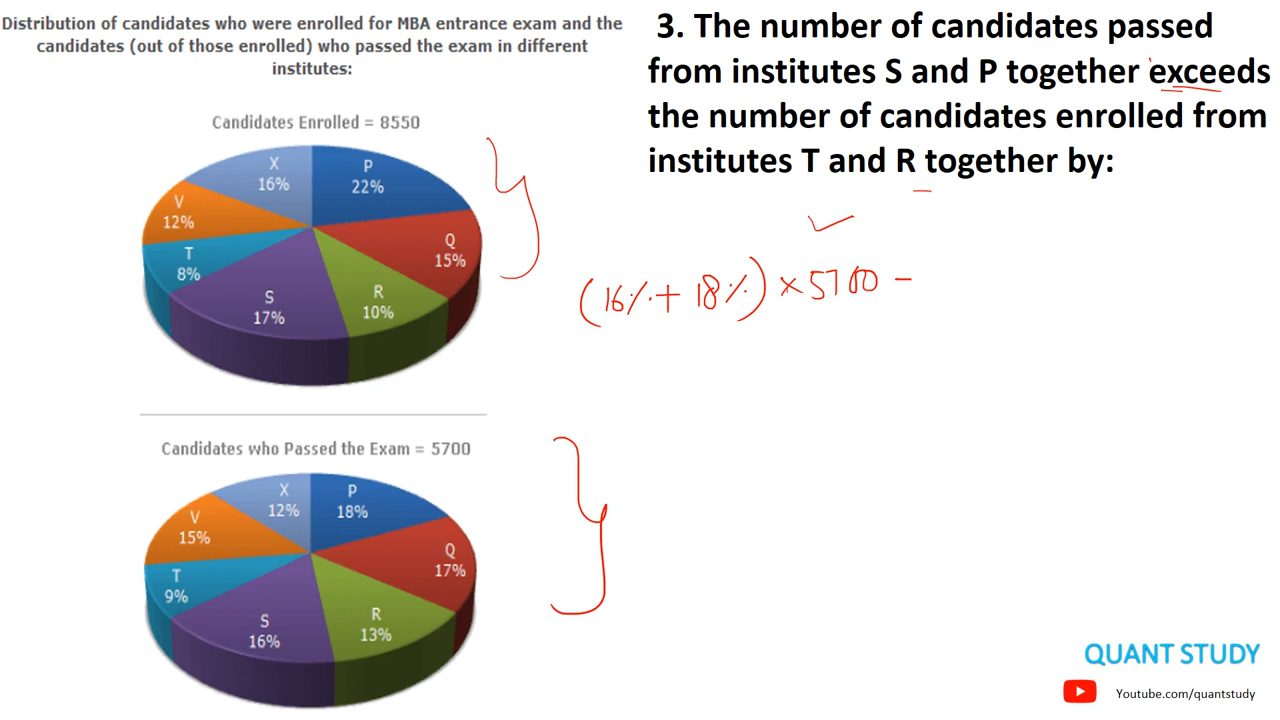 Distribution of candidates who were enrolled for MBA entrance exam and the
candidates (out of those enrolled) who passed the exam in different
institutes:
Candidates Enrolled = 8550
X
16%
P
22%
V
12%
Q
15%
T
8%
R
10%
S
17%
Candidates who Passed the Exam = 5700
X
12%
P
18%
V
15%
Q
17%
T
9%
R
13%
S
16%
3. The number of candidates passed
from institutes S and P together exceeds
the number of candidates enrolled from
institutes T and R together by:
(16% + 18%) × 5700 -
QUANT STUDY
Youtube.com/quantstudy